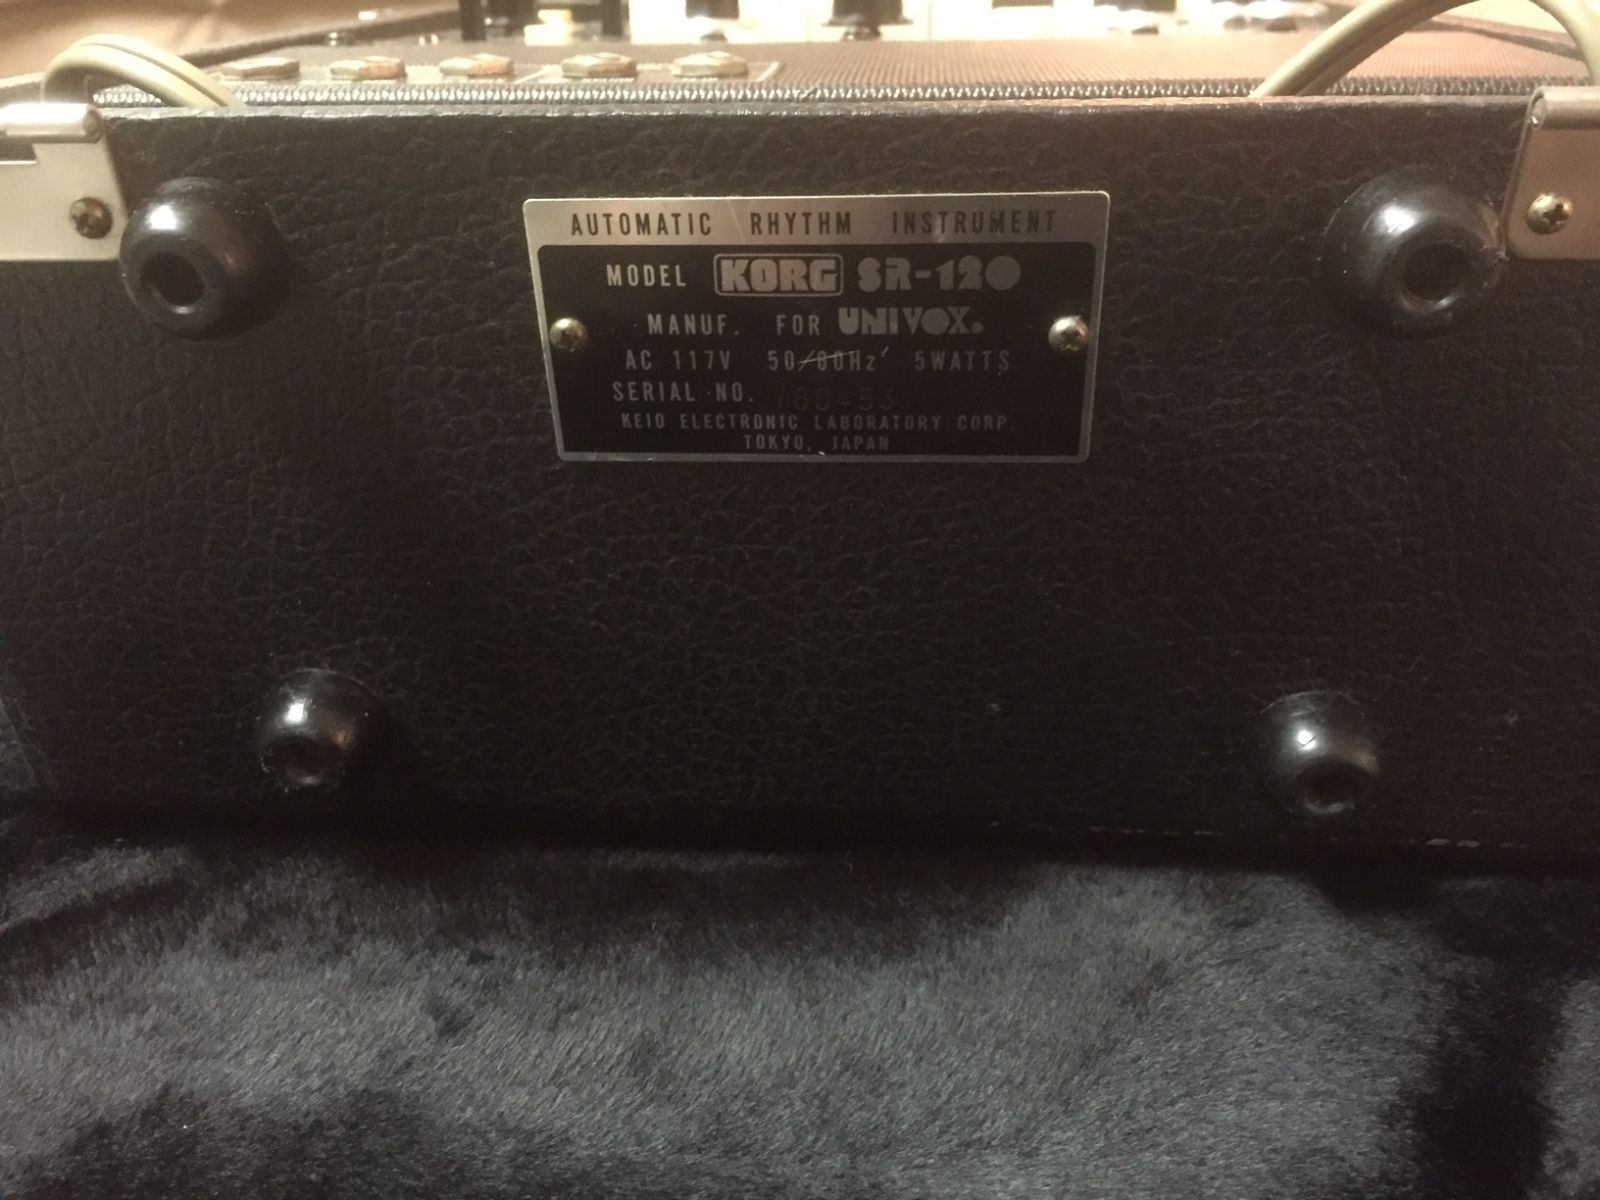 AUTOMATIC RHYTHM INSTRUMENT
MODEL KORG SR-120
MANUF. FOR UNIVOX.
AC 117V 50/60Hz 5WATTS
SERIAL NO.
KEIO ELECTRONIC LABORATORY CORP.
TOKYO, JAPAN